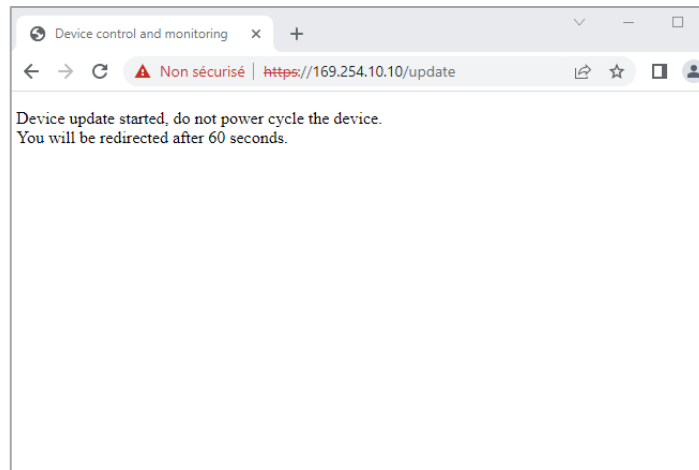 Device control and monitoring
Non sécurisé https://169.254.10.10/update
Device update started, do not power cycle the device.
You will be redirected after 60 seconds.